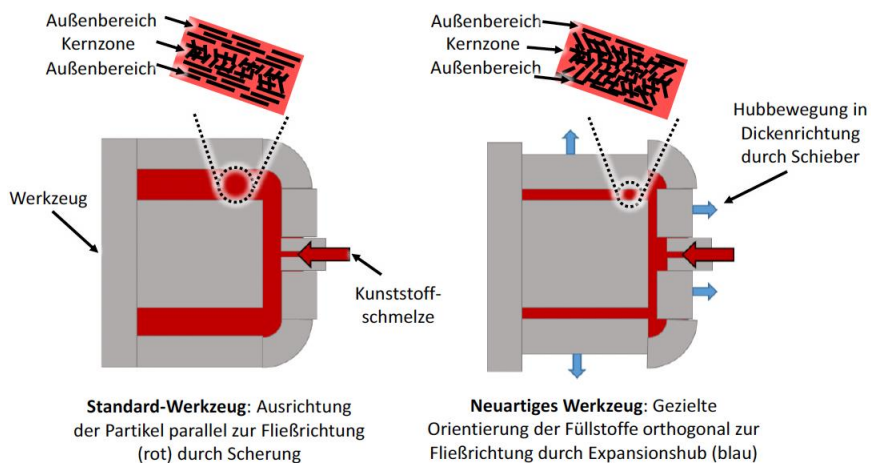 Außenbereich
Kernzone
Außenbereich
Außenbereich
Kernzone
Außenbereich
Hubbewegung in
Dickenrichtung
durch Schieber
Werkzeug
Kunststoff-
schmelze
Standard-Werkzeug: Ausrichtung
der Partikel parallel zur Fließrichtung
(rot) durch Scherung
Neuartiges Werkzeug: Gezielte
Orientierung der Füllstoffe orthogonal zur
Fließrichtung durch Expansionshub (blau)